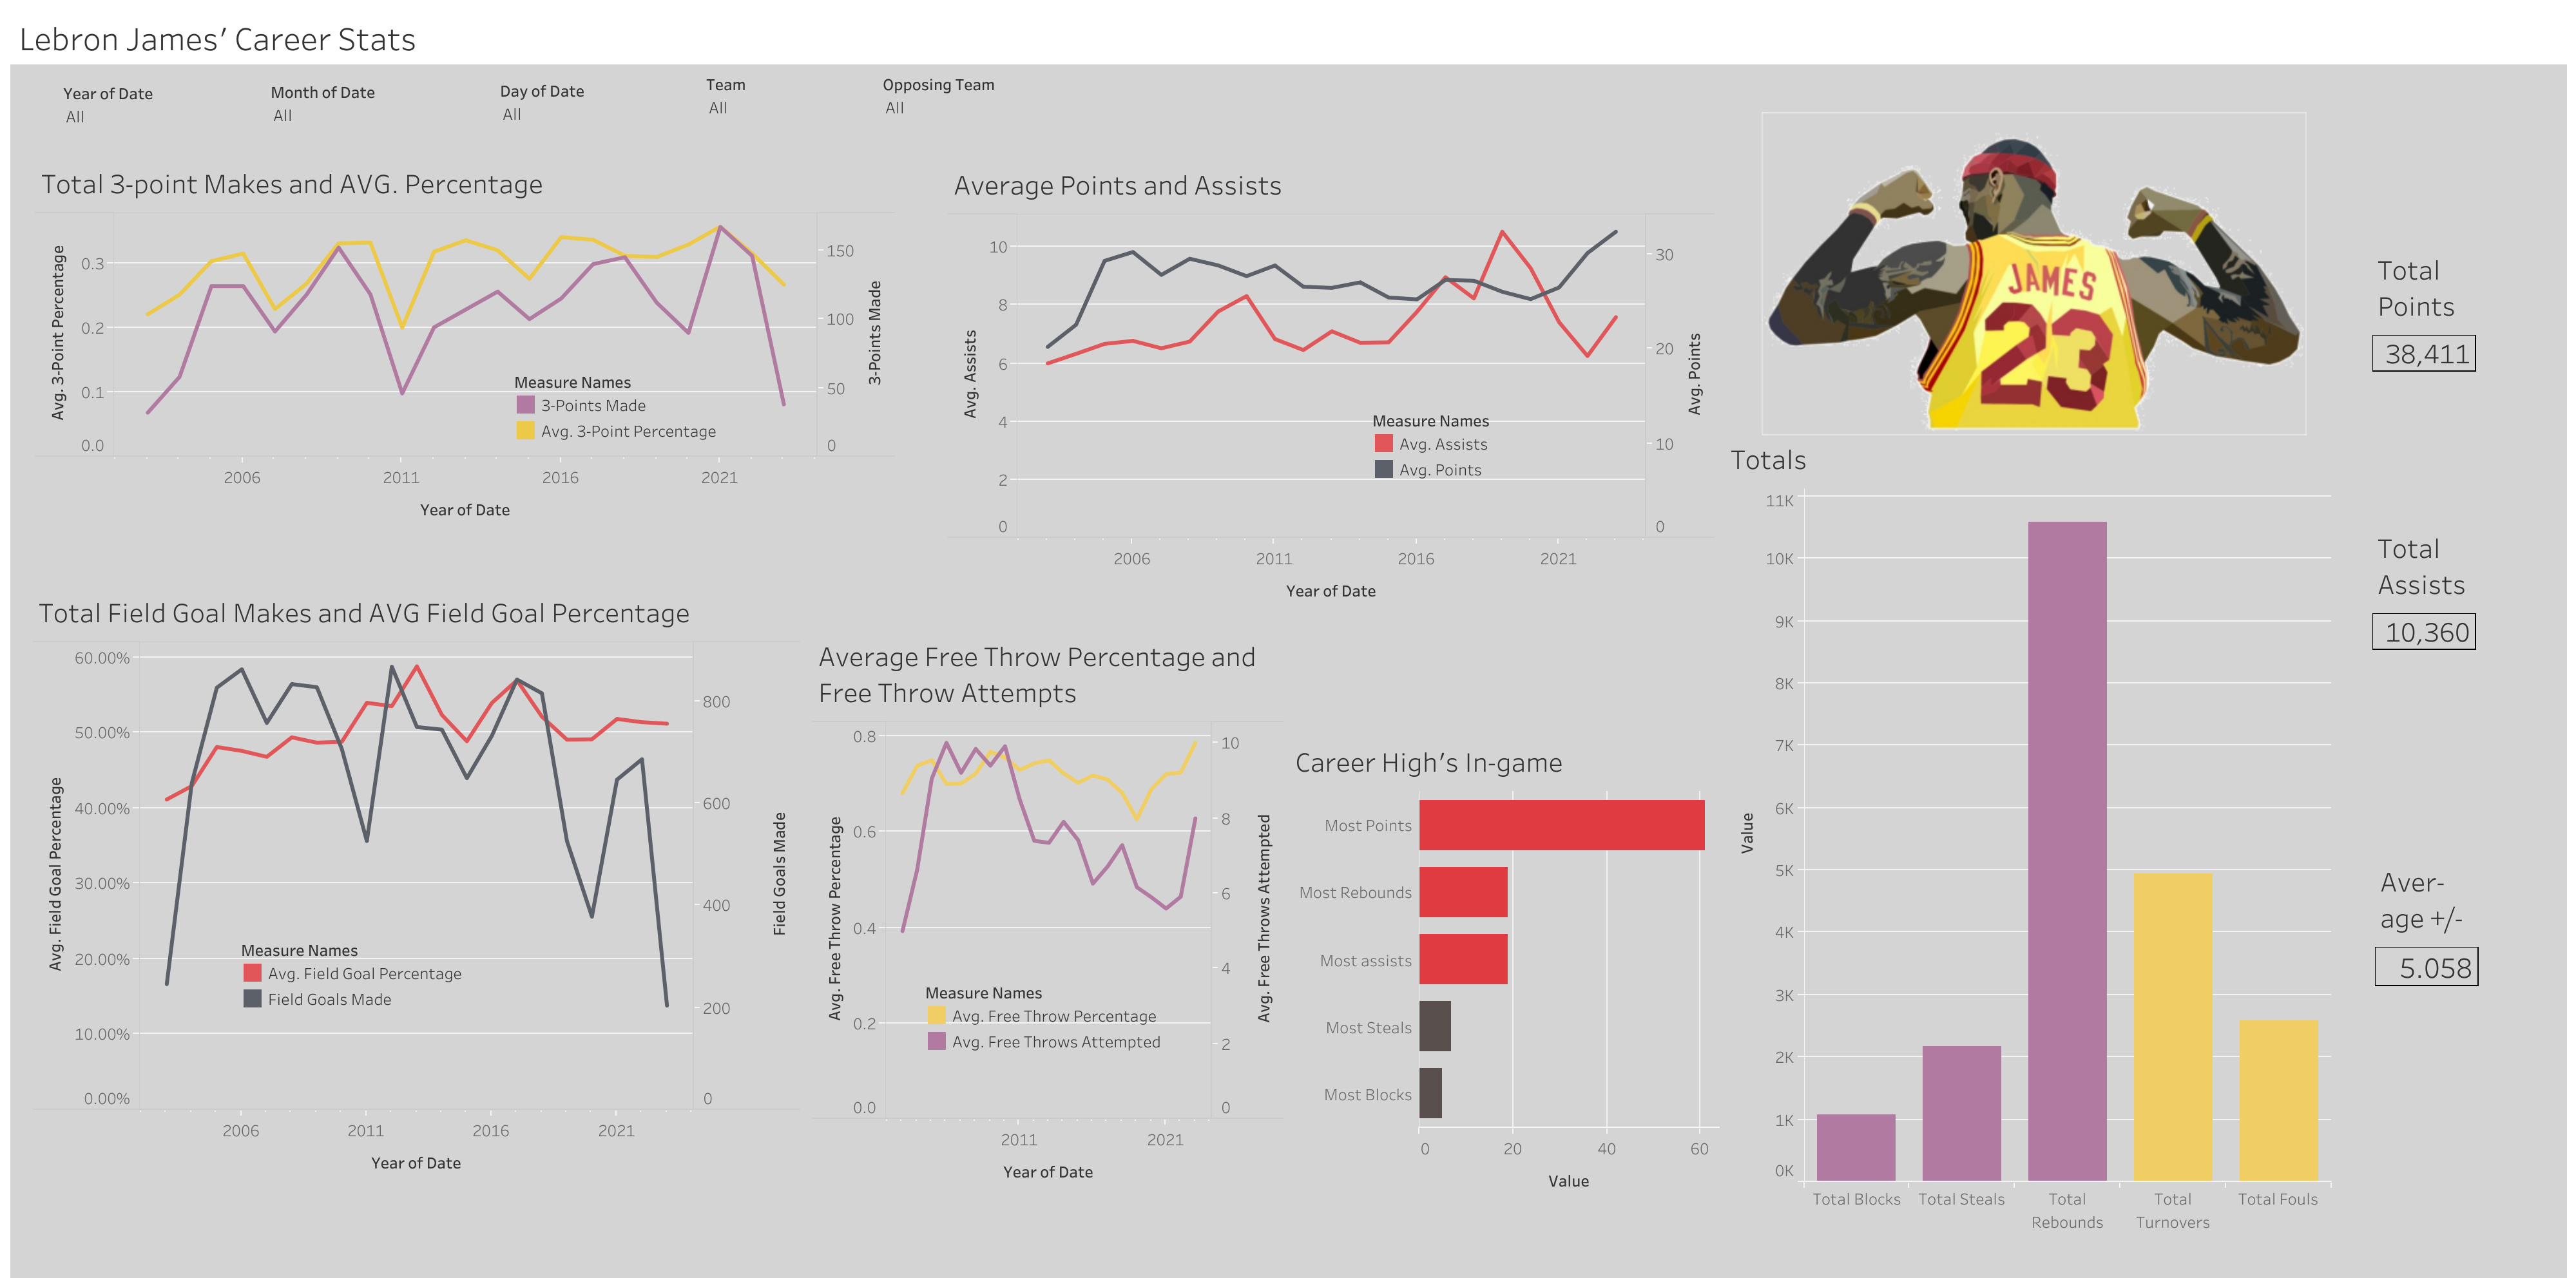 Lebron James’ Career Stats
Year of Date
All
Month of Date
All
Day of Date
All
Team
All
Opposing Team
All
Total 3-point Makes and AVG. Percentage
Avg. 3-Point Percentage
0.3
0.2
0.1
0.0
150
100
50
0
3-Points Made
Measure Names
3-Points Made
Avg. 3-Point Percentage
2006
2011
2016
2021
Year of Date
Average Points and Assists
Avg. Assists
10
8
6
4
2
0
30
20
10
0
Avg. Points
Measure Names
Avg. Assists
Avg. Points
2006
2011
2016
2021
Year of Date
JAMES
23
Total
Points
38,411
Total
Assists
10,360
Aver-
age +/-
5.058
Total Field Goal Makes and AVG Field Goal Percentage
Avg. Field Goal Percentage
60.00%
50.00%
40.00%
30.00%
20.00%
10.00%
0.00%
800
600
400
200
0
Field Goals Made
Measure Names
Avg. Field Goal Percentage
Field Goals Made
2006
2011
2016
2021
Year of Date
Average Free Throw Percentage and
Free Throw Attempts
Avg. Free Throw Percentage
0.8
0.6
0.4
0.2
0.0
10
8
6
4
2
0
Avg. Free Throws Attempted
Measure Names
Avg. Free Throw Percentage
Avg. Free Throws Attempted
2011
2021
Year of Date
Career High’s In-game
Most Points
Most Rebounds
Most assists
Most Steals
Most Blocks
0
20
40
60
Value
Totals
Value
11K
10K
9K
8K
7K
6K
5K
4K
3K
2K
1K
0K
Total Blocks
Total Steals
Total
Rebounds
Total
Turnovers
Total Fouls